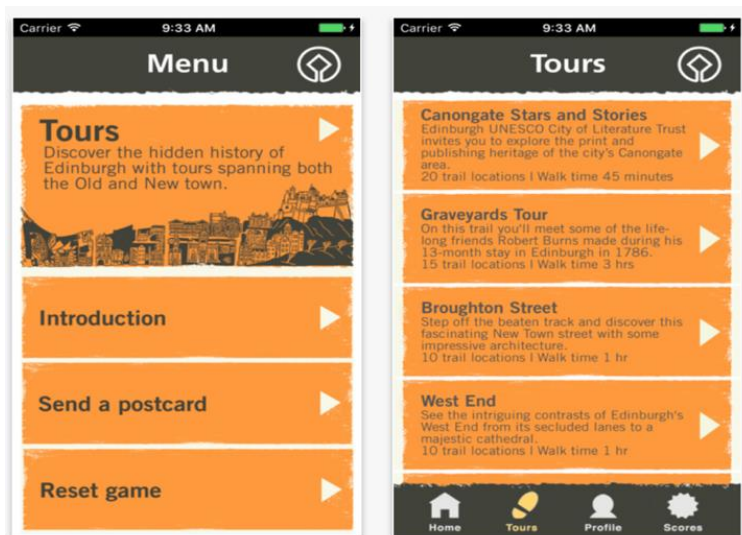 Carrier 9:33 AM
Menu
Tours
Discover the hidden history of
Edinburgh with tours spanning both
the Old and New town.
Introduction
Send a postcard
Reset game
Carrier 9:33 AM
Tours
Canongate Stars and Stories
Edinburgh UNESCO City of Literature Trust
invites you to explore the print and
publishing heritage of the city's Canongate
area.
20 trail locations I Walk time 45 minutes
Graveyards Tour
On this trail you'll meet some of the life-
long friends Robert Burns made during his
13-month stay in Edinburgh in 1786.
15 trail locations I Walk time 3 hrs
Broughton Street
Step off the beaten track and discover this
fascinating New Town street with some
impressive architecture.
10 trail locations I Walk time 1 hr
West End
See the intriguing contrasts of Edinburgh's
West End from its secluded lanes to a
majestic cathedral.
10 trail locations I Walk time 1 hr
Home Tours Profile Scores